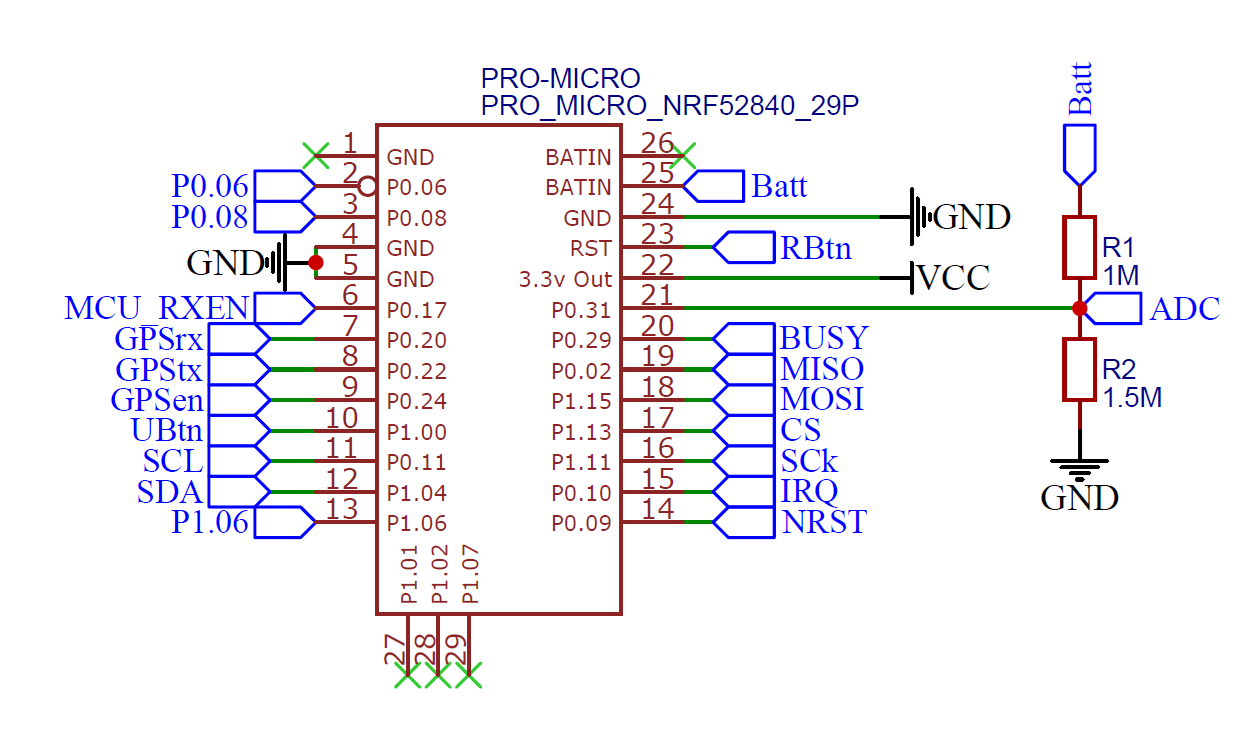 PRO-MICRO
PRO_MICRO_NRF52840_29P
Batt
1 GND BATIN 26
P0.06 2 P0.06 BATIN 25 Batt
P0.08 3 P0.08 GND 24 GND
4 GND RST 23 RBtn
GND
5 GND 3.3v Out 22 VCC
MCU_RXEN 6 P0.17 P0.31 21 ADC
GPSrx 7 P0.20 P0.29 20 BUSY
GPStx 8 P0.22 P0.02 19 MISO
GPSen 9 P0.24 P1.15 18 MOSI
UBtn 10 P1.00 P1.13 17 CS
SCL 11 P0.11 P1.11 16 SCk
SDA 12 P1.04 P0.10 15 IRQ
P1.06 13 P1.06 P0.09 14 NRST
P1.01 P1.02 P1.07
27 28 29
R1
1M
R2
1.5M
GND